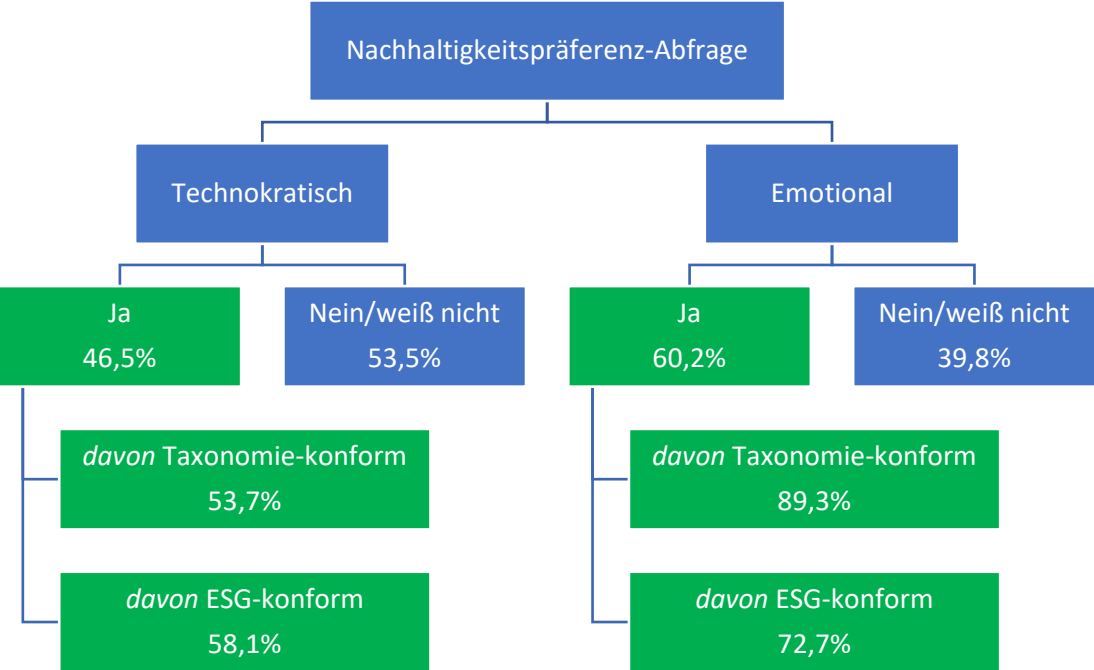 Nachhaltigkeitspräferenz-Abfrage
Technokratisch
Emotional
Ja
46,5%
Nein/weiß nicht
53,5%
Ja
60,2%
Nein/weiß nicht
39,8%
davon Taxonomie-konform
53,7%
davon Taxonomie-konform
89,3%
davon ESG-konform
58,1%
davon ESG-konform
72,7%